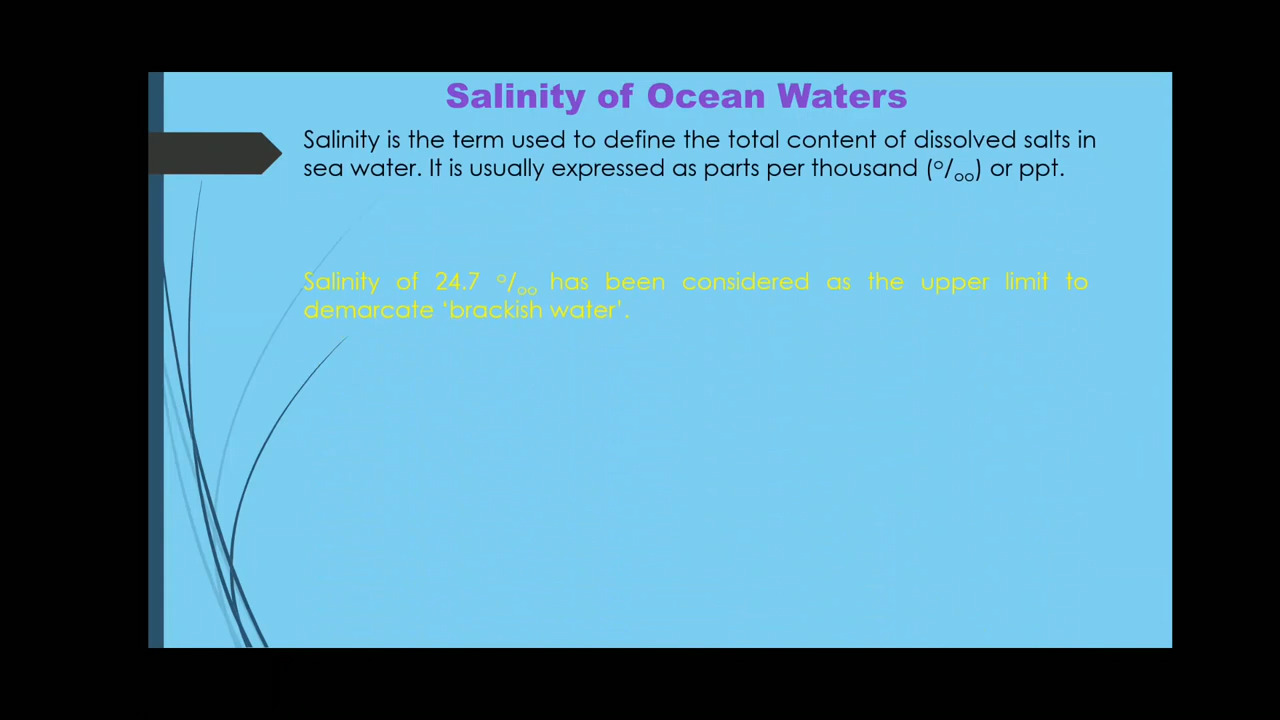 Salinity of Ocean Waters
Salinity is the term used to define the total content of dissolved salts in
sea water. It is usually expressed as parts per thousand (o/oo) or ppt.
Salinity of 24.7 o/oo has been considered as the upper limit to
demarcate ‘brackish water’.